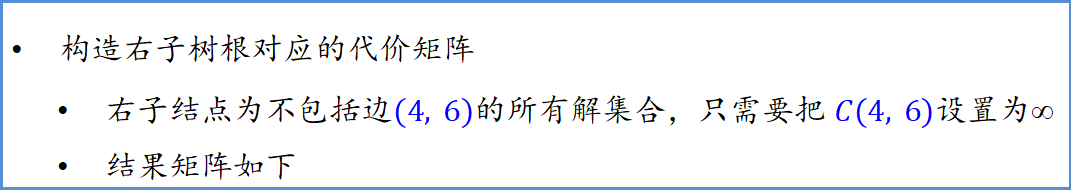 • 构造右子树根对应的代价矩阵
• 右子结点为不包括边(4, 6)的所有解集合，只需要把 C(4, 6)设置为∞
• 结果矩阵如下